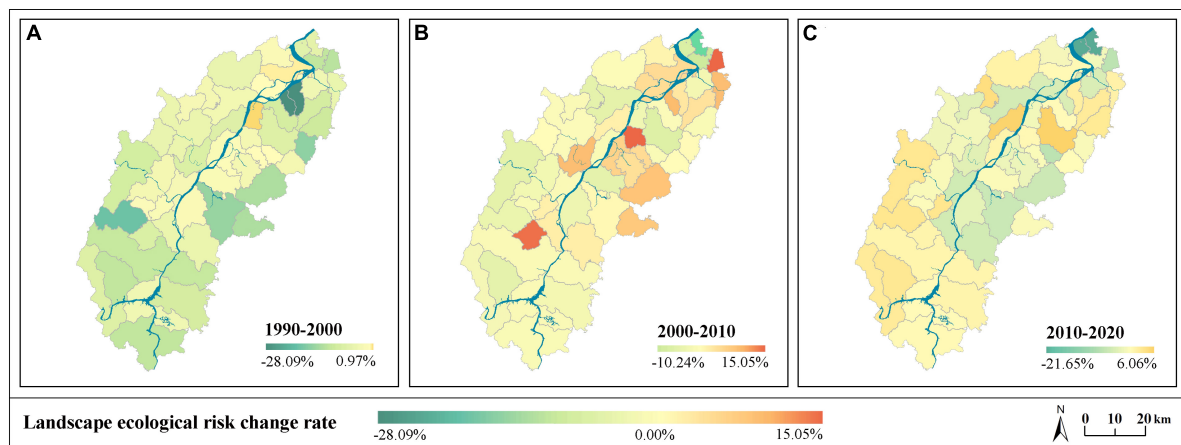 A
1990-2000
-28.09% 0.97%
B
2000-2010
-10.24% 15.05%
C
2010-2020
-21.65% 6.06%
Landscape ecological risk change rate
-28.09% 0.00% 15.05%
N
0 10 20 km